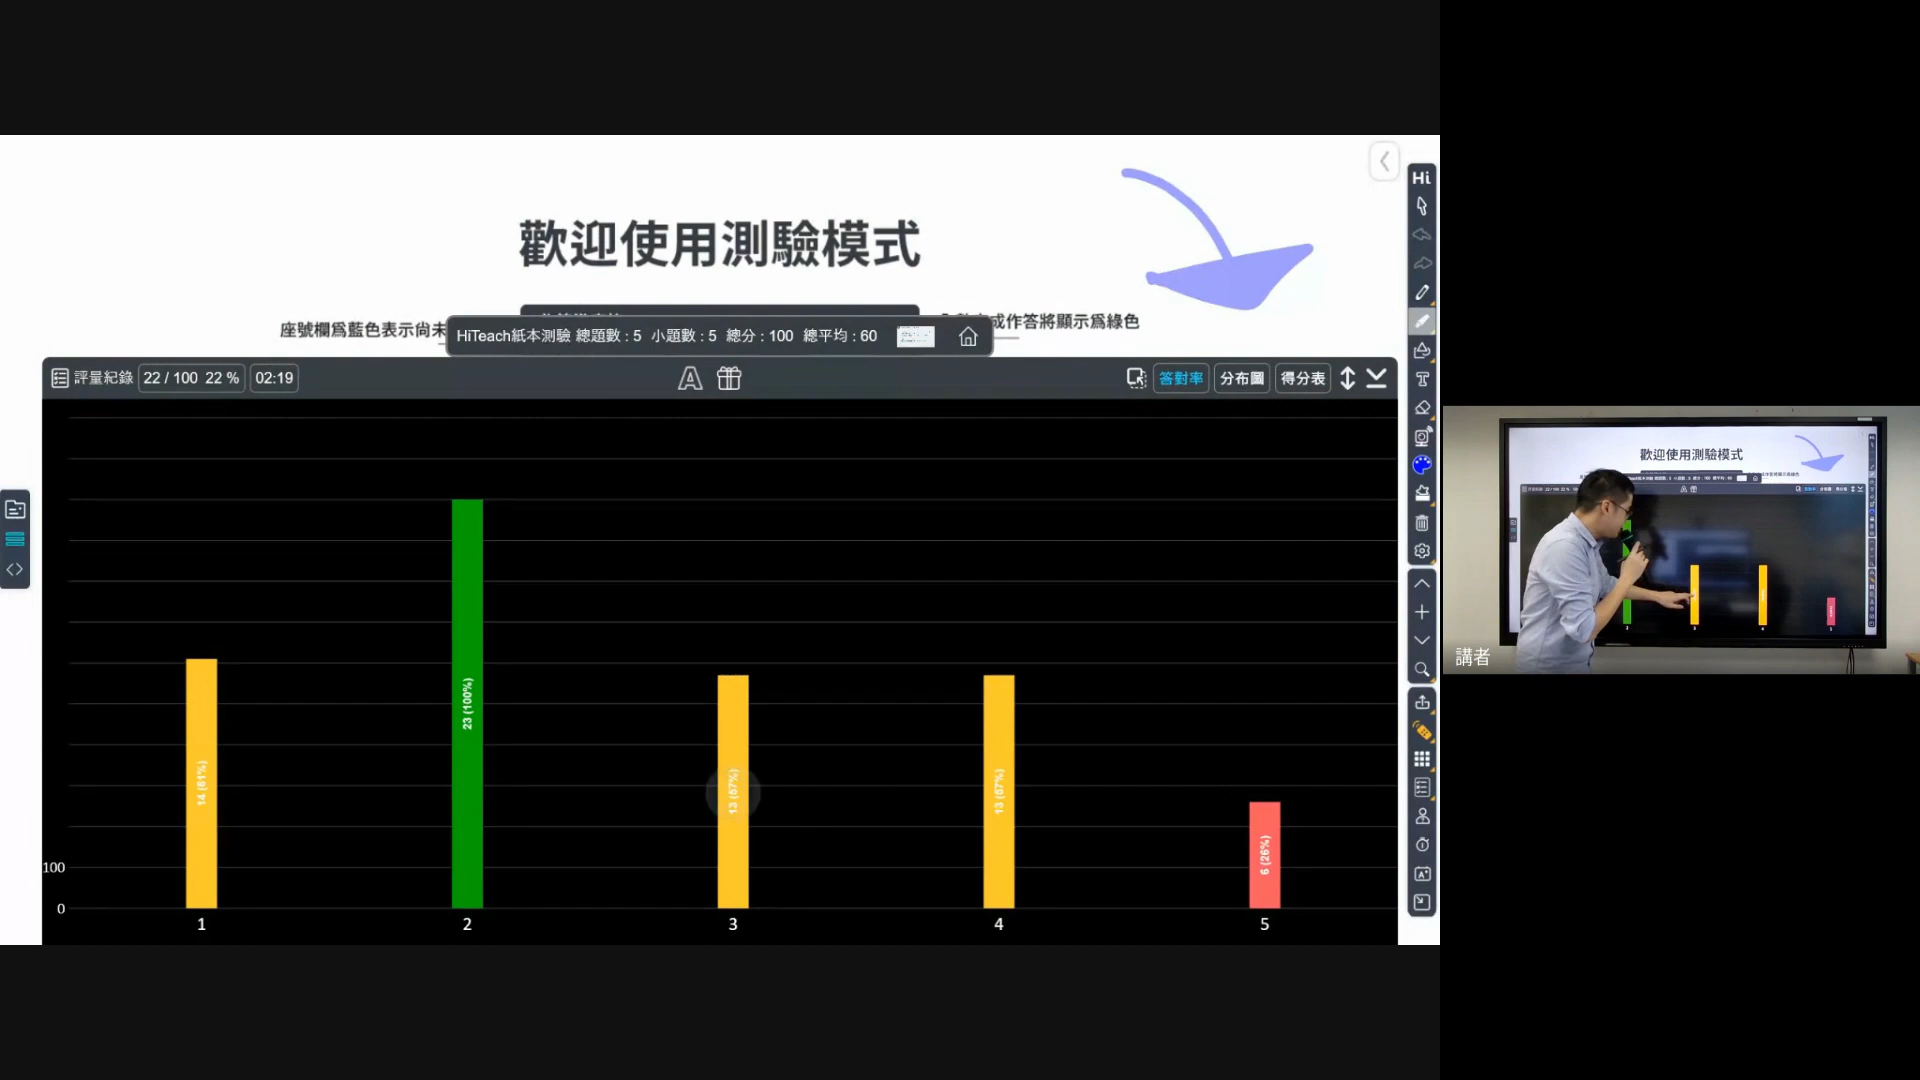 Hi
歡迎使用測驗模式
座號欄爲藍色表示尚未
成作答將顯示爲綠色
HiTeach紙本測驗 總題數 : 5 小題數 : 5 總分 : 100 總平均 : 60
評量紀錄 22 / 100 22 % 02:19
答對率 分布圖 得分表
14 (61%)
23 (100%)
13 (57%)
13 (57%)
6 (26%)
100
0
1 2 3 4 5
歡迎使用測驗模式
講者